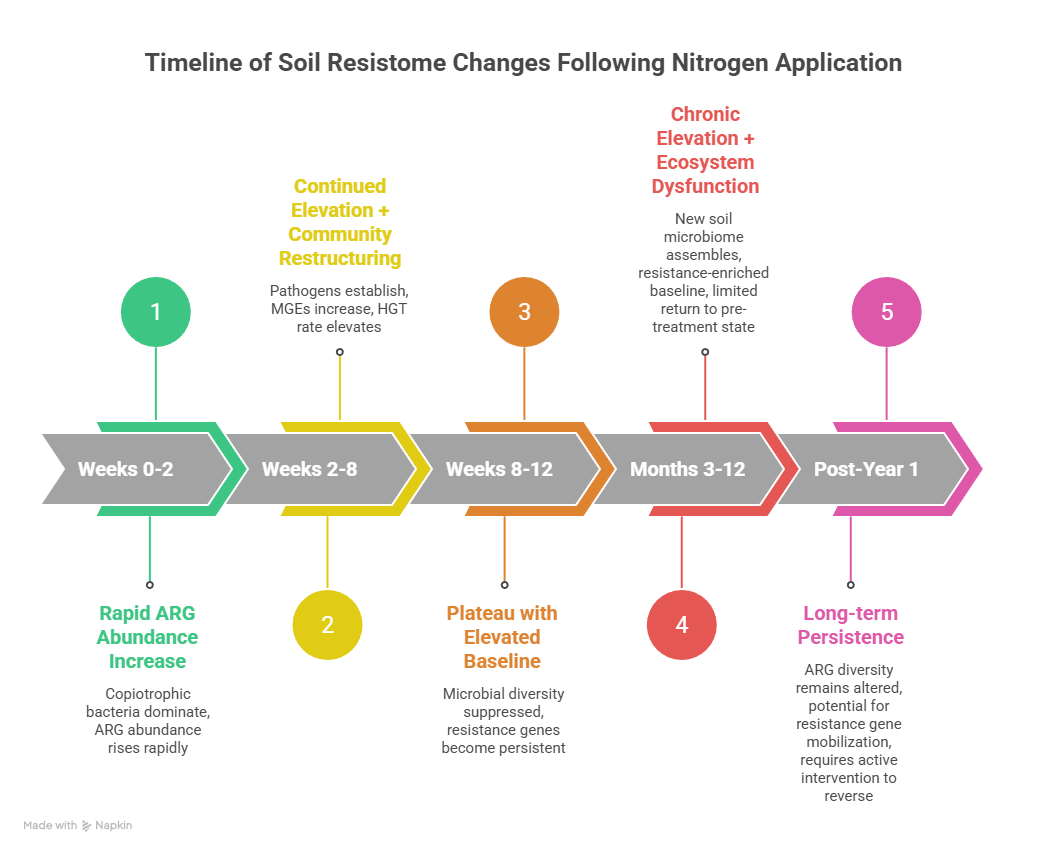 Timeline of Soil Resistome Changes Following Nitrogen Application
Chronic
Elevation +
Ecosystem
Dysfunction
New soil
microbiome
assembles,
resistance-enriched
baseline, limited
return to pre-
treatment state
Continued
Elevation +
Community
Restructuring
Pathogens establish,
MGEs increase, HGT
rate elevates
1
3
5
Weeks 0-2
Weeks 2-8
Weeks 8-12
Months 3-12
Post-Year 1
2
4
Rapid ARG
Abundance
Increase
Copiotrophic
bacteria dominate,
ARG abundance
rises rapidly
Plateau with
Elevated
Baseline
Microbial diversity
suppressed,
resistance genes
become persistent
Long-term
Persistence
ARG diversity
remains altered,
potential for
resistance gene
mobilization,
requires active
intervention to
reverse
Made with Napkin